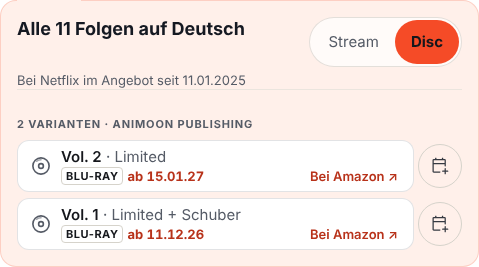 Alle 11 Folgen auf Deutsch
Stream
Disc
Bei Netflix im Angebot seit 11.01.2025
2 VARIANTEN · ANIMOON PUBLISHING
Vol. 2 · Limited
BLU-RAY ab 15.01.27
Bei Amazon ↗
Vol. 1 · Limited + Schuber
BLU-RAY ab 11.12.26
Bei Amazon ↗